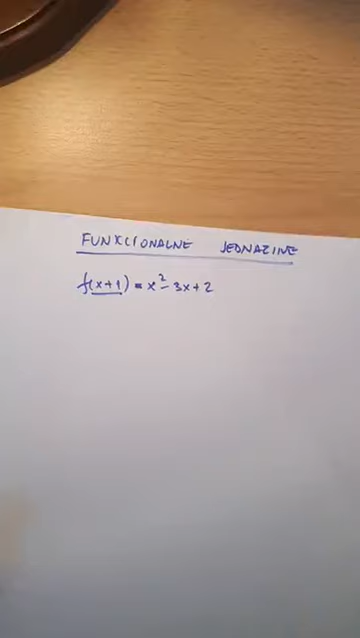 FUNKCIONALNE JEDNAZINE
f(x+1) = x² - 3x + 2